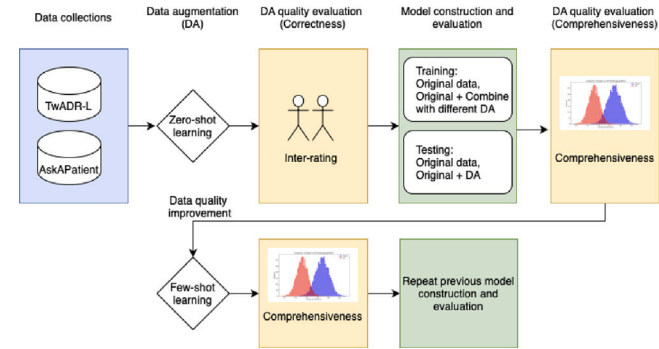 Data collections
Data augmentation
(DA)
DA quality evaluation
(Correctness)
Model construction and
evaluation
DA quality evaluation
(Comprehensiveness)
TwADR-L
AskAPatient
Zero-shot
learning
Inter-rating
Training:
Original data,
Original + Combine
with different DA
Testing:
Original data,
Original + DA
Comprehensiveness
Data quality
improvement
Few-shot
learning
Comprehensiveness
Repeat previous model
construction and
evaluation